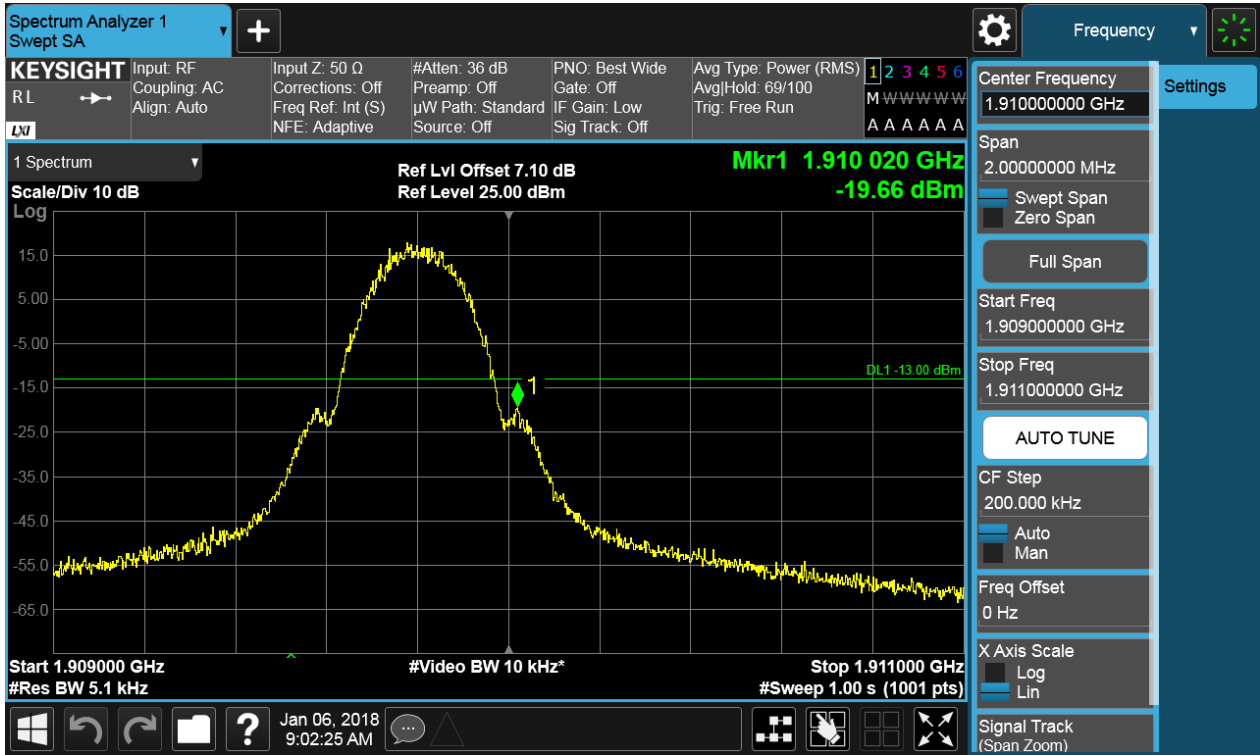 Spectrum Analyzer 1
Swept SA
Frequency
KEYSIGHT
R L
LXI
Input: RF
Coupling: AC
Align: Auto
Input Z: 50 Ω
Corrections: Off
Freq Ref: Int (S)
NFE: Adaptive
#Atten: 36 dB
Preamp: Off
µW Path: Standard
Source: Off
PNO: Best Wide
Gate: Off
IF Gain: Low
Sig Track: Off
Avg Type: Power (RMS)
Avg|Hold: 69/100
Trig: Free Run
1 2 3 4 5 6
M W W W W W
A A A A A A
1 Spectrum
Scale/Div 10 dB
Log
Ref Lvl Offset 7.10 dB
Ref Level 25.00 dBm
Mkr1 1.910 020 GHz
-19.66 dBm
15.0
5.00
-5.00
-15.0
-25.0
-35.0
-45.0
-55.0
-65.0
DL1 -13.00 dBm
1
Start 1.909000 GHz
#Res BW 5.1 kHz
#Video BW 10 kHz*
Stop 1.911000 GHz
#Sweep 1.00 s (1001 pts)
Jan 06, 2018
9:02:25 AM
Center Frequency
1.910000000 GHz
Settings
Span
2.00000000 MHz
Swept Span
Zero Span
Full Span
Start Freq
1.909000000 GHz
Stop Freq
1.911000000 GHz
AUTO TUNE
CF Step
200.000 kHz
Auto
Man
Freq Offset
0 Hz
X Axis Scale
Log
Lin
Signal Track
(Span Zoom)